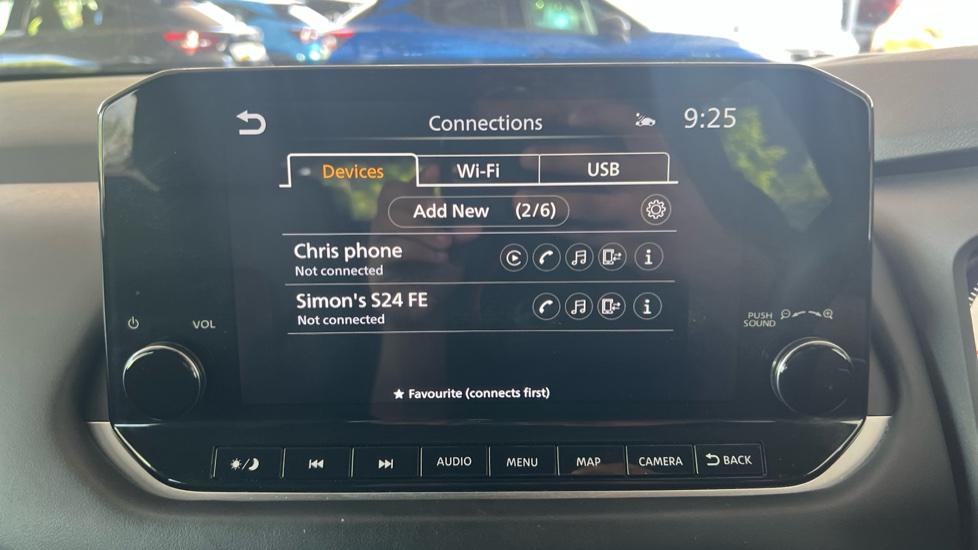 Connections
9:25
Devices
Wi-Fi
USB
Add New (2/6)
Chris phone
Not connected
Simon's S24 FE
Not connected
VOL
PUSH
SOUND
★ Favourite (connects first)
AUDIO
MENU
MAP
CAMERA
BACK